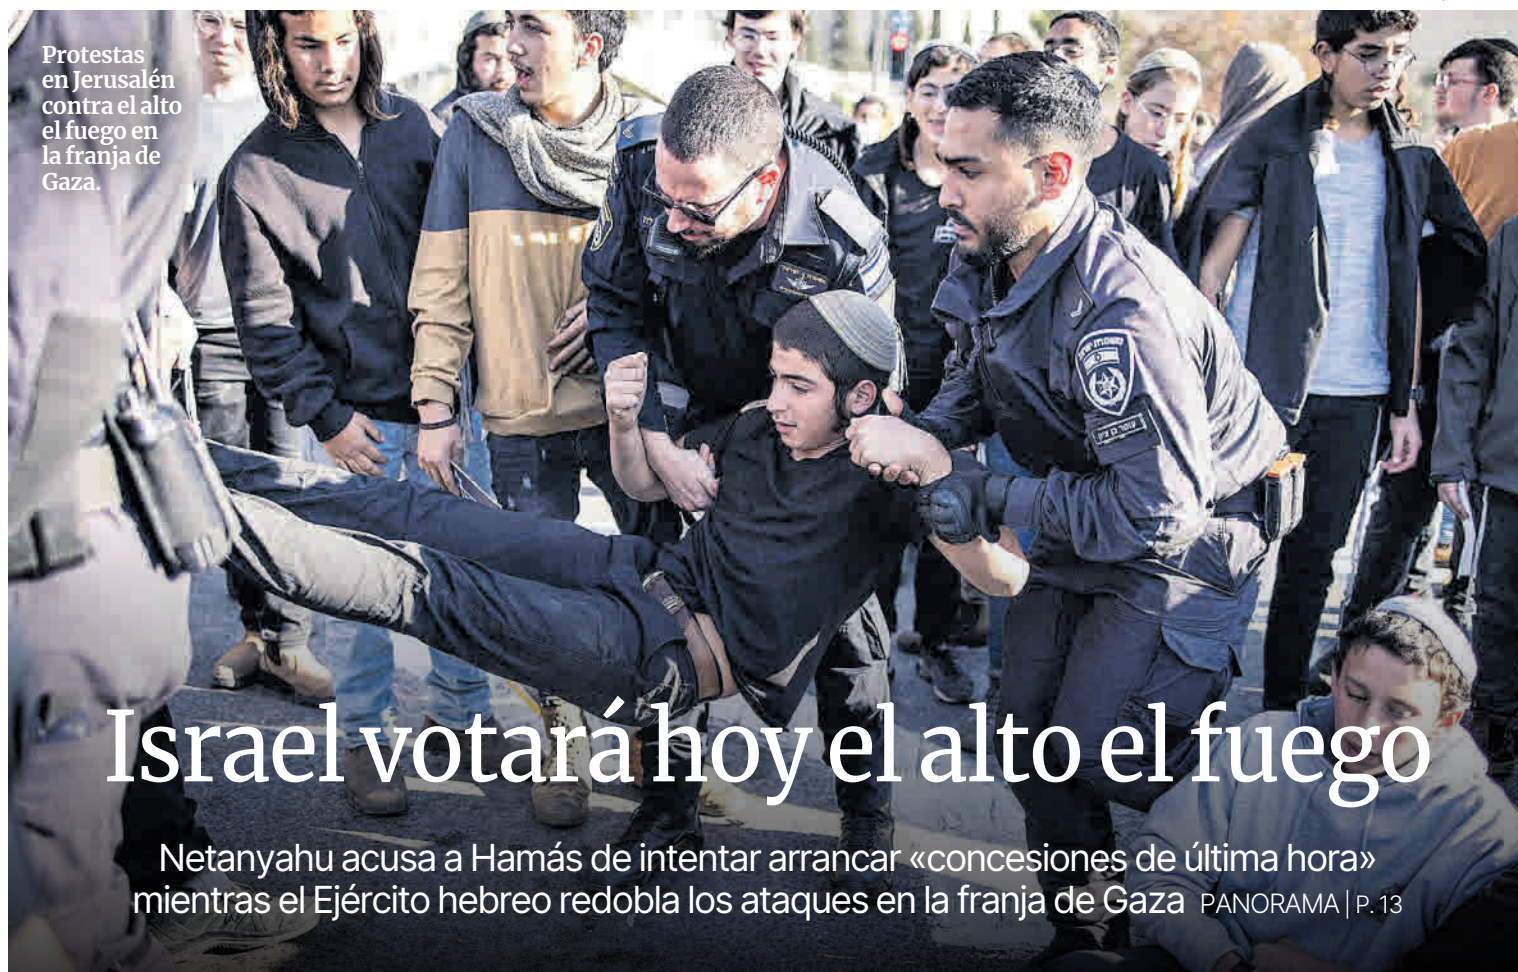 Protestas
en Jerusalén
contra el alto
el fuego en
la franja de
Gaza.
Israel votará hoy el alto el fuego
Netanyahu acusa a Hamás de intentar arrancar «concesiones de última hora»
mientras el Ejército hebreo redobla los ataques en la franja de Gaza PANORAMA | P. 13